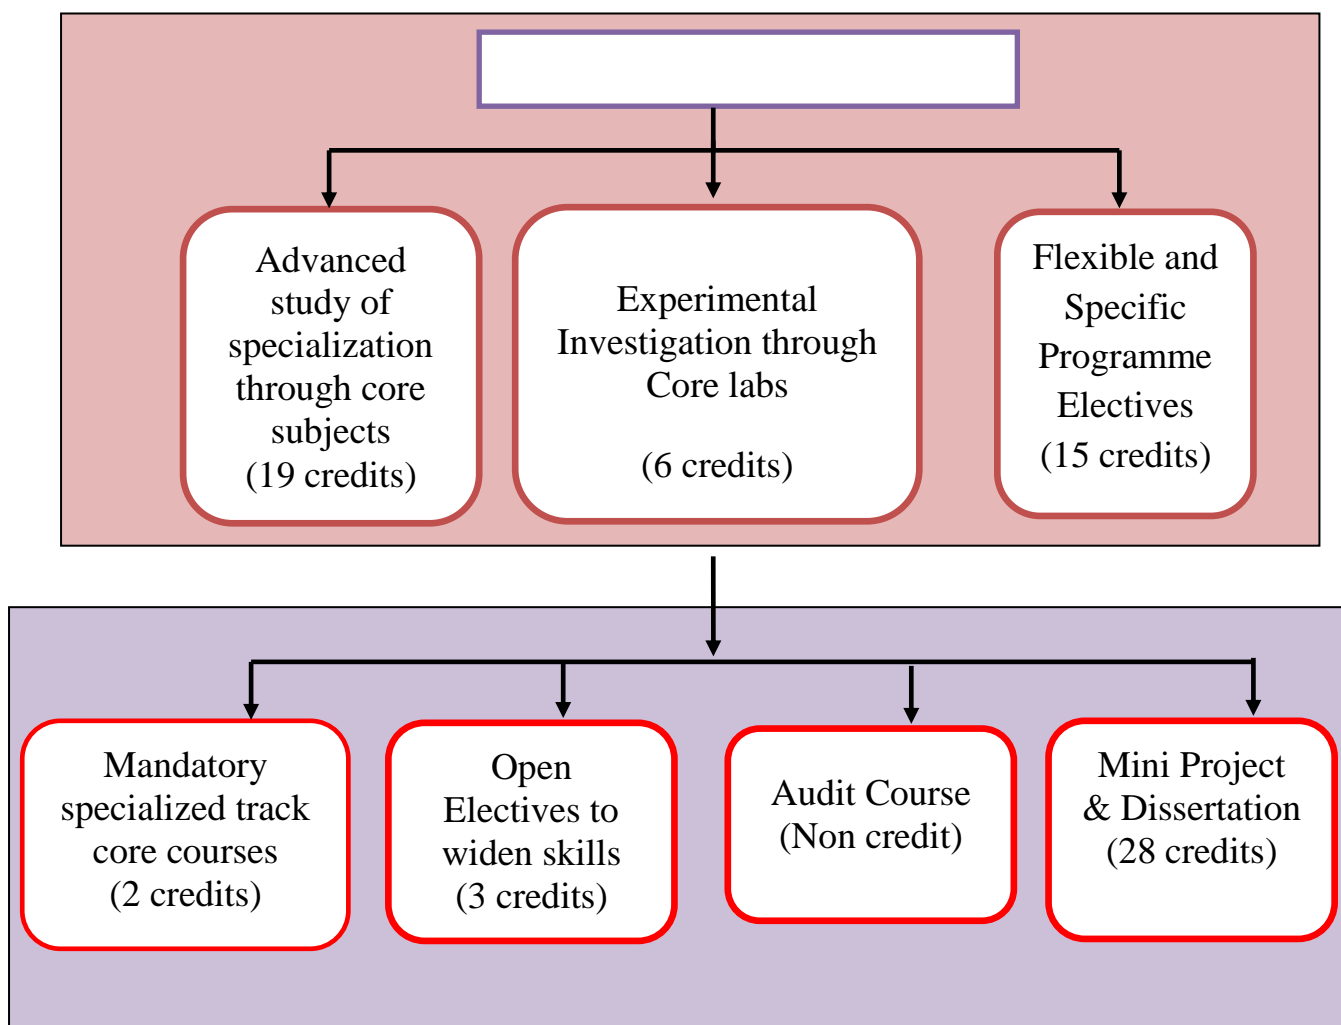 Advanced
study of
specialization
through core
subjects
(19 credits)
Experimental
Investigation through
Core labs
(6 credits)
Flexible and
Specific
Programme
Electives
(15 credits)
Mandatory
specialized track
core courses
(2 credits)
Open
Electives to
widen skills
(3 credits)
Audit Course
(Non credit)
Mini Project
& Dissertation
(28 credits)